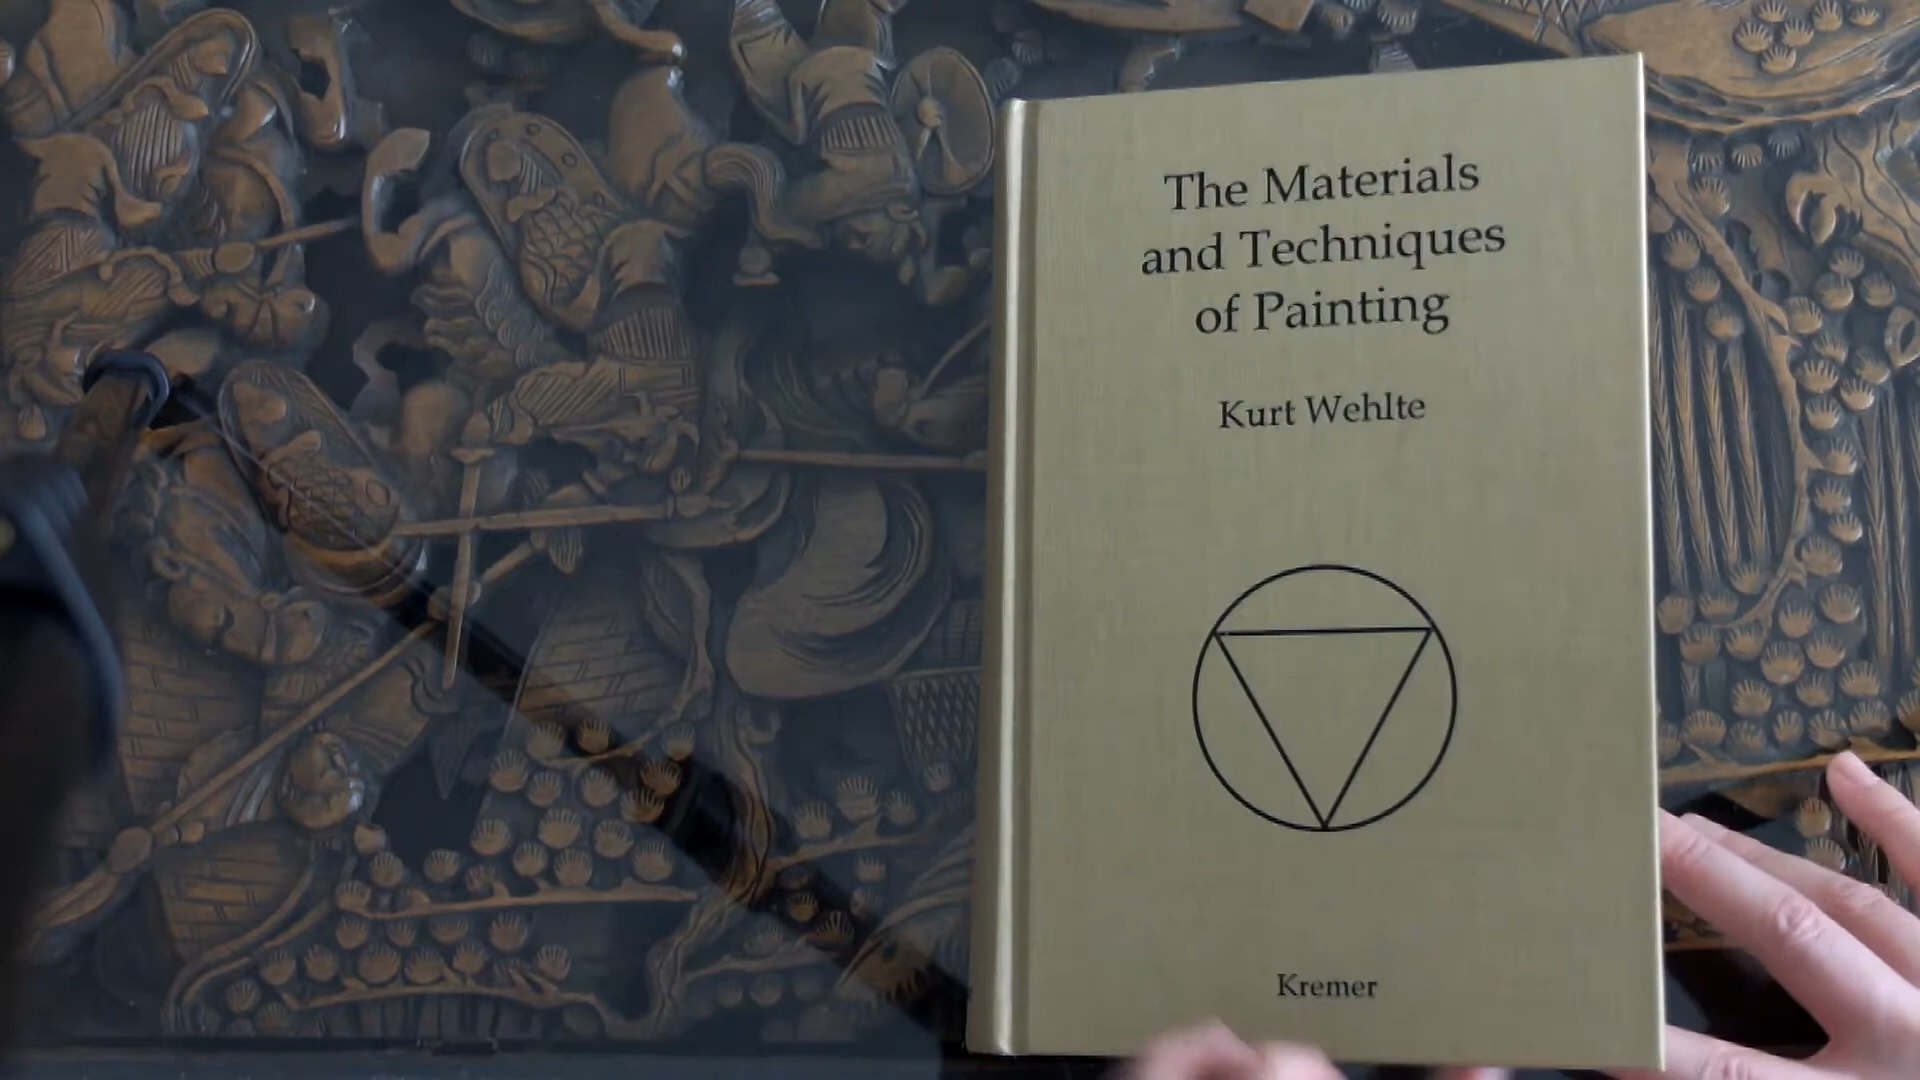 The Materials
and Techniques
of Painting
Kurt Wehlte
Kremer